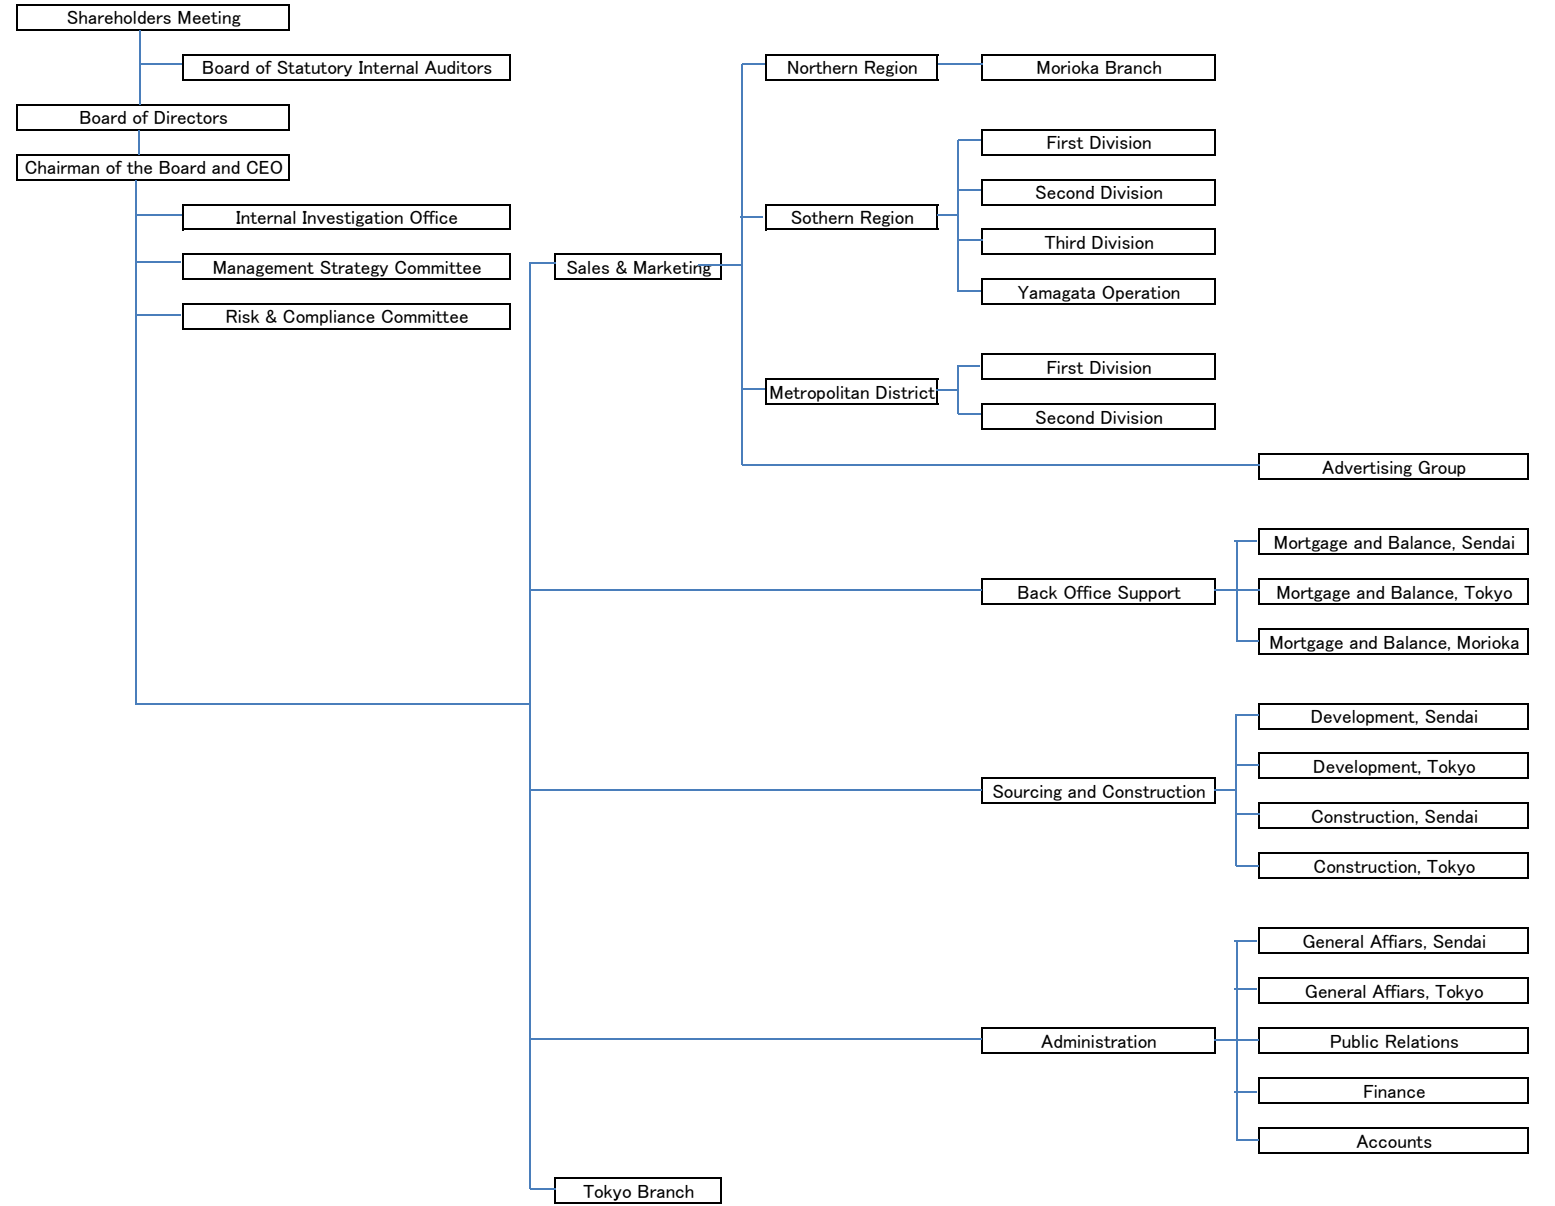 Shareholders Meeting
Board of Statutory Internal Auditors
Board of Directors
Chairman of the Board and CEO
Internal Investigation Office
Management Strategy Committee
Risk & Compliance Committee
Sales & Marketing
Northern Region
Morioka Branch
Sothern Region
First Division
Second Division
Third Division
Yamagata Operation
Metropolitan District
First Division
Second Division
Advertising Group
Back Office Support
Mortgage and Balance, Sendai
Mortgage and Balance, Tokyo
Mortgage and Balance, Morioka
Sourcing and Construction
Development, Sendai
Development, Tokyo
Construction, Sendai
Construction, Tokyo
Administration
General Affiars, Sendai
General Affiars, Tokyo
Public Relations
Finance
Accounts
Tokyo Branch